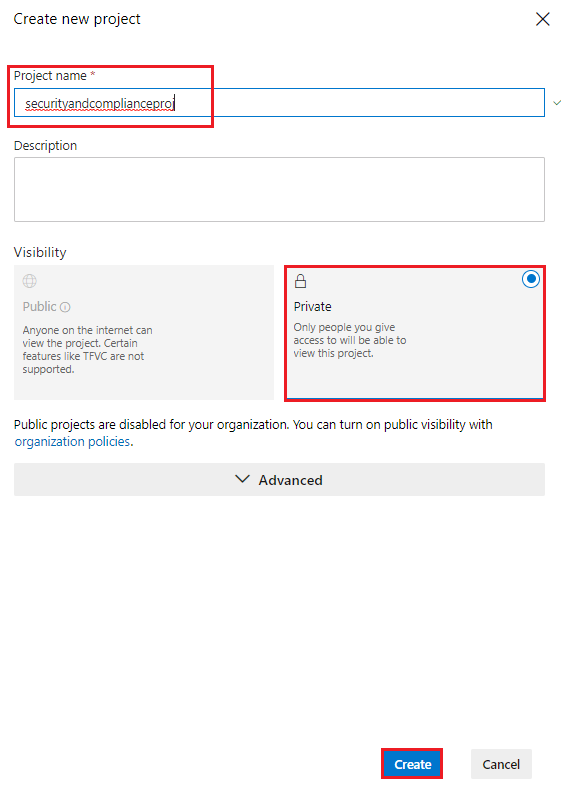 Create new project
Project name *
securityandcomplianceproj
Description
Visibility
Public
Anyone on the internet can
view the project. Certain
features like TFVC are not
supported.
Private
Only people you give
access to will be able to
view this project.
Public projects are disabled for your organization. You can turn on public visibility with
organization policies.
Advanced
Create
Cancel